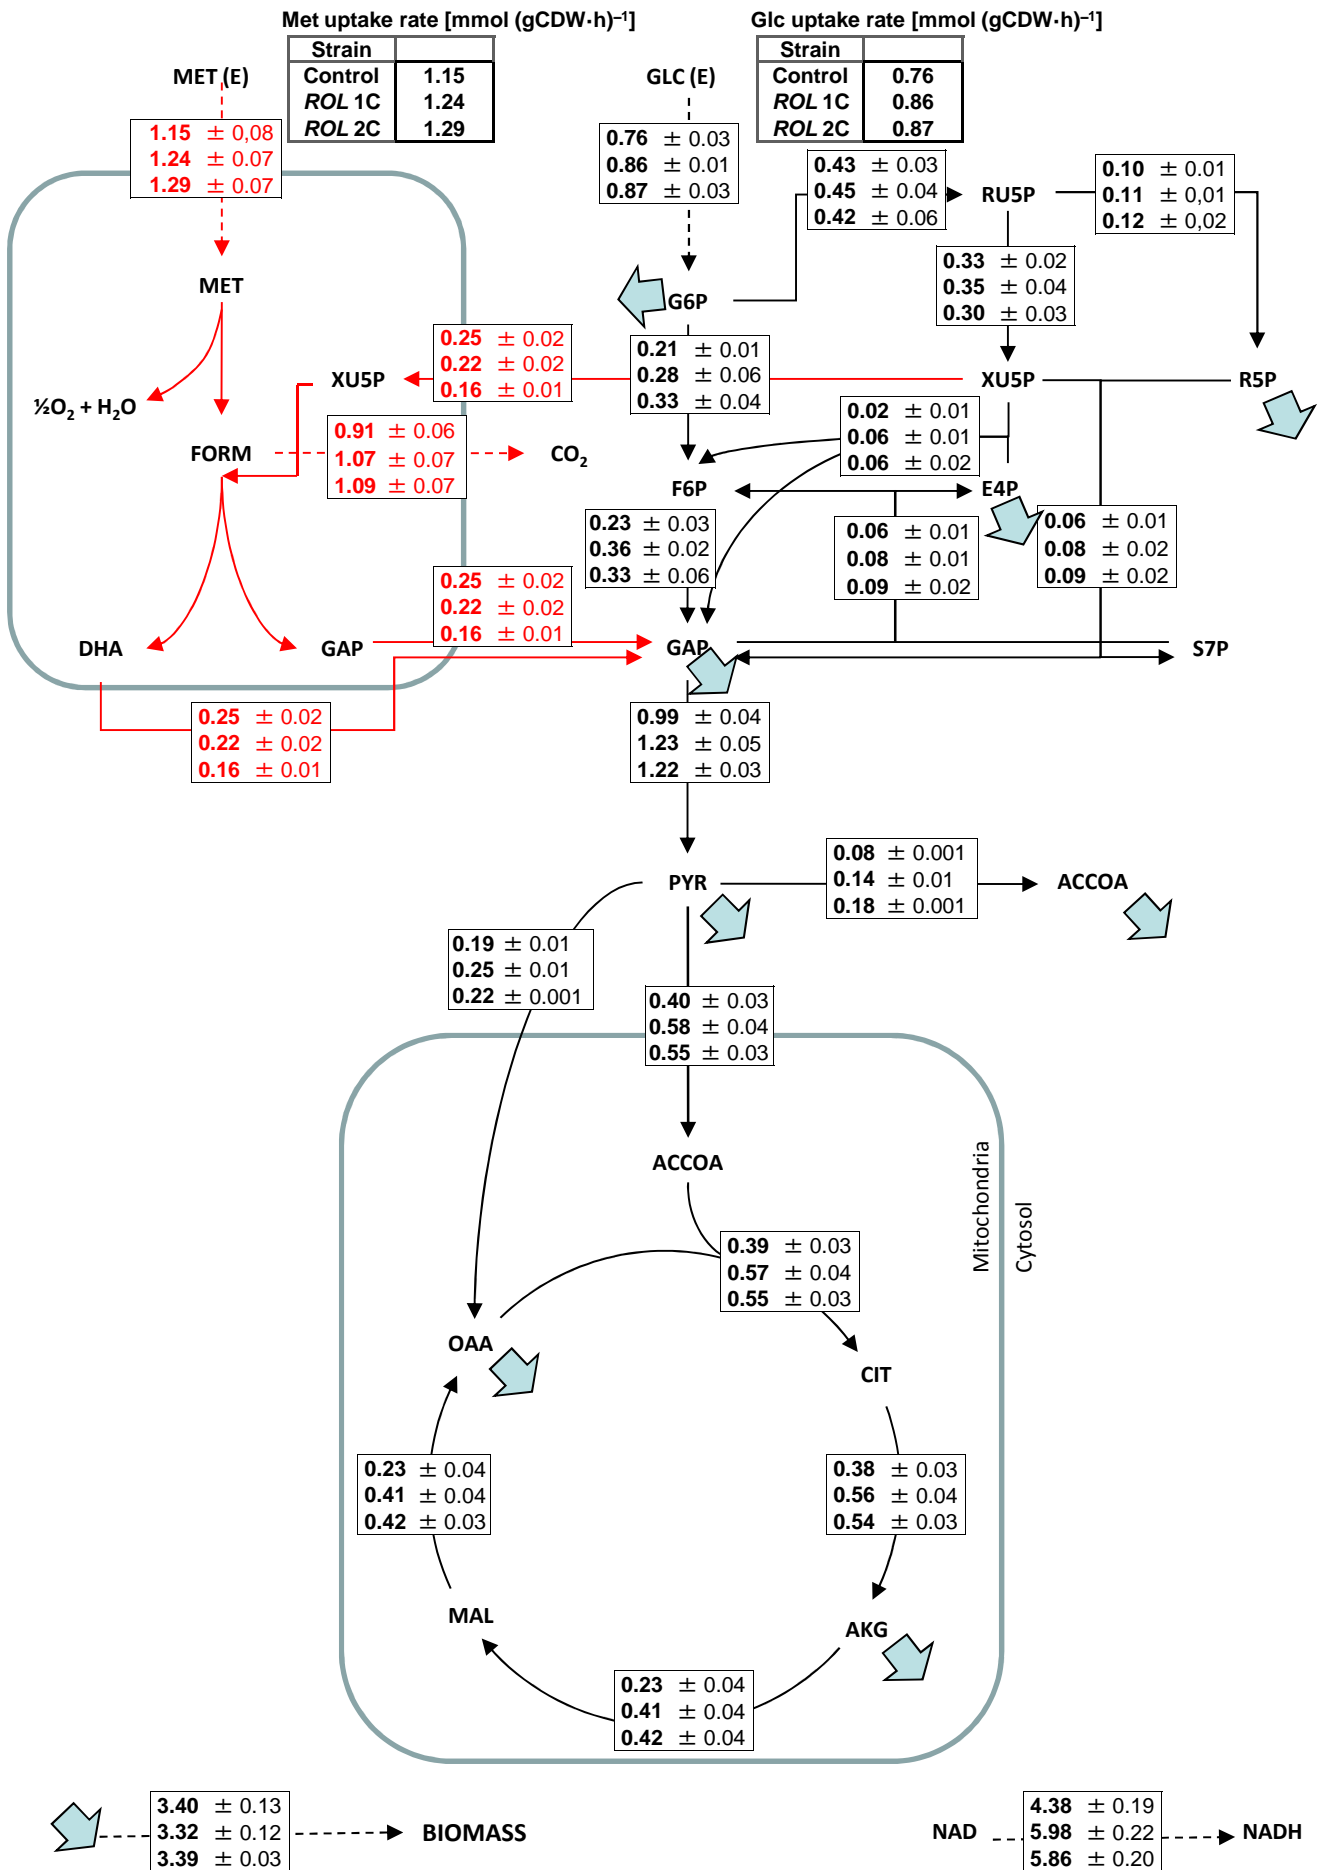 Met uptake rate [mmol (gCDW·h)⁻¹]
Strain
Control 1.15
ROL 1C 1.24
ROL 2C 1.29
Glc uptake rate [mmol (gCDW·h)⁻¹]
Strain
Control 0.76
ROL 1C 0.86
ROL 2C 0.87
MET (E)
GLC (E)
1.15 ± 0,08
1.24 ± 0.07
1.29 ± 0.07
0.76 ± 0.03
0.86 ± 0.01
0.87 ± 0.03
0.43 ± 0.03
0.45 ± 0.04
0.42 ± 0.06
RU5P
0.10 ± 0.01
0.11 ± 0,01
0.12 ± 0,02
0.33 ± 0.02
0.35 ± 0.04
0.30 ± 0.03
MET
G6P
0.25 ± 0.02
0.22 ± 0.02
0.16 ± 0.01
0.21 ± 0.01
0.28 ± 0.06
0.33 ± 0.04
XU5P
XU5P
R5P
½O₂ + H₂O
0.02 ± 0.01
0.06 ± 0.01
0.06 ± 0.02
FORM
0.91 ± 0.06
1.07 ± 0.07
1.09 ± 0.07
CO₂
F6P
E4P
0.23 ± 0.03
0.36 ± 0.02
0.33 ± 0.06
0.06 ± 0.01
0.08 ± 0.01
0.09 ± 0.02
0.06 ± 0.01
0.08 ± 0.02
0.09 ± 0.02
0.25 ± 0.02
0.22 ± 0.02
0.16 ± 0.01
DHA
GAP
GAP
S7P
0.25 ± 0.02
0.22 ± 0.02
0.16 ± 0.01
0.99 ± 0.04
1.23 ± 0.05
1.22 ± 0.03
PYR
0.08 ± 0.001
0.14 ± 0.01
0.18 ± 0.001
ACCOA
0.19 ± 0.01
0.25 ± 0.01
0.22 ± 0.001
0.40 ± 0.03
0.58 ± 0.04
0.55 ± 0.03
ACCOA
Mitochondria
Cytosol
0.39 ± 0.03
0.57 ± 0.04
0.55 ± 0.03
OAA
CIT
0.23 ± 0.04
0.41 ± 0.04
0.42 ± 0.03
0.38 ± 0.03
0.56 ± 0.04
0.54 ± 0.03
MAL
AKG
0.23 ± 0.04
0.41 ± 0.04
0.42 ± 0.04
3.40 ± 0.13
3.32 ± 0.12
3.39 ± 0.03
BIOMASS
NAD
4.38 ± 0.19
5.98 ± 0.22
5.86 ± 0.20
NADH